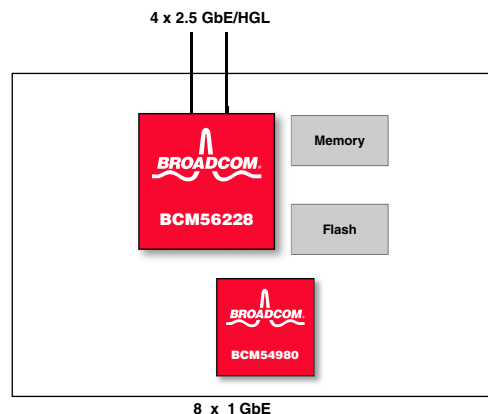 4 x 2.5 GbE/HGL
BROADCOM®
BCM56228
Memory
Flash
BROADCOM®
BCM54980
8 x 1 GbE